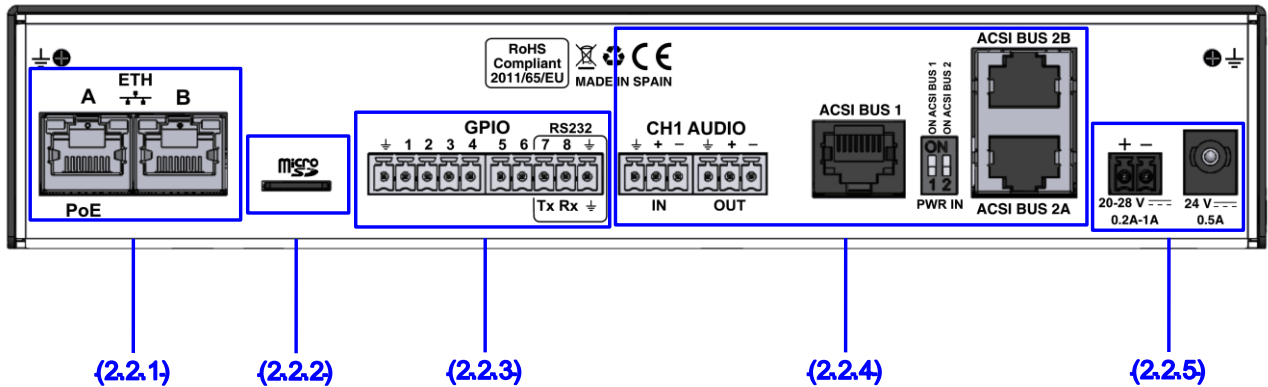 RoHS
Compliant
2011/65/EU
CE
MADE IN SPAIN
ETH
A B
PoE
micro
SD
GPIO RS232
1 2 3 4 5 6 7 8
Tx Rx
CH1 AUDIO
+ − + −
IN OUT
ACSI BUS 1
ON ACSI BUS 1
ON ACSI BUS 2
ON
1 2
PWR IN
ACSI BUS 2B
ACSI BUS 2A
+ −
20-28 V
0.2A-1A
24 V
0.5A
(2.2.1)
(2.2.2)
(2.2.3)
(2.2.4)
(2.2.5)